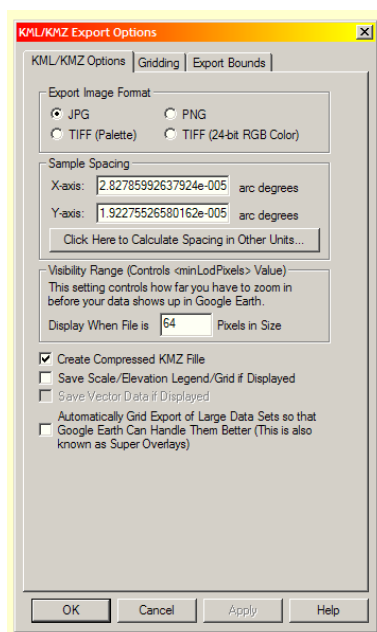 KML/KMZ Export Options
KML/KMZ Options Gridding Export Bounds
Export Image Format
JPG PNG
TIFF (Palette) TIFF (24-bit RGB Color)
Sample Spacing
X-axis: 2.82785992637924e-005 arc degrees
Y-axis: 1.92275526580162e-005 arc degrees
Click Here to Calculate Spacing in Other Units...
Visibility Range (Controls <minLodPixels> Value)
This setting controls how far you have to zoom in
before your data shows up in Google Earth.
Display When File is 64 Pixels in Size
Create Compressed KMZ Fille
Save Scale/Elevation Legend/Grid if Displayed
Save Vector Data if Displayed
Automatically Grid Export of Large Data Sets so that
Google Earth Can Handle Them Better (This is also
known as Super Overlays)
OK Cancel Apply Help